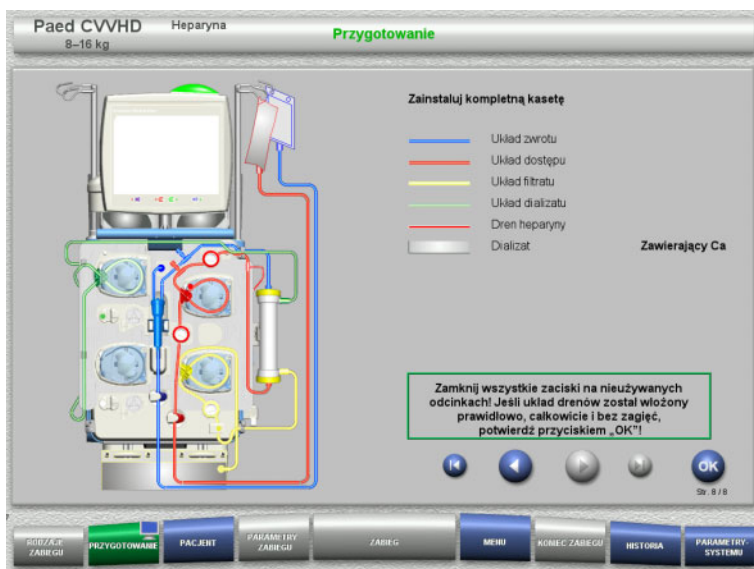 Paed CVVHD Heparyna
8–16 kg
Przygotowanie
Zainstaluj kompletną kasetę
Układ zwrotu
Układ dostępu
Układ filtratu
Układ dializatu
Dren heparyny
Dializat Zawierający Ca
Zamknij wszystkie zaciski na nieużywanych
odcinkach! Jeśli układ drenów został włożony
prawidłowo, całkowicie i bez zagięć,
potwierdź przyciskiem „OK"!
OK
Str. 8 / 8
RODZAJE
ZABIEGU
PRZYGOTOWANIE
PACJENT
PARAMETRY
ZABIEGU
ZABIEG
MENU
KONIEC ZABIEGU
HISTORIA
PARAMETRY-
SYSTEMU